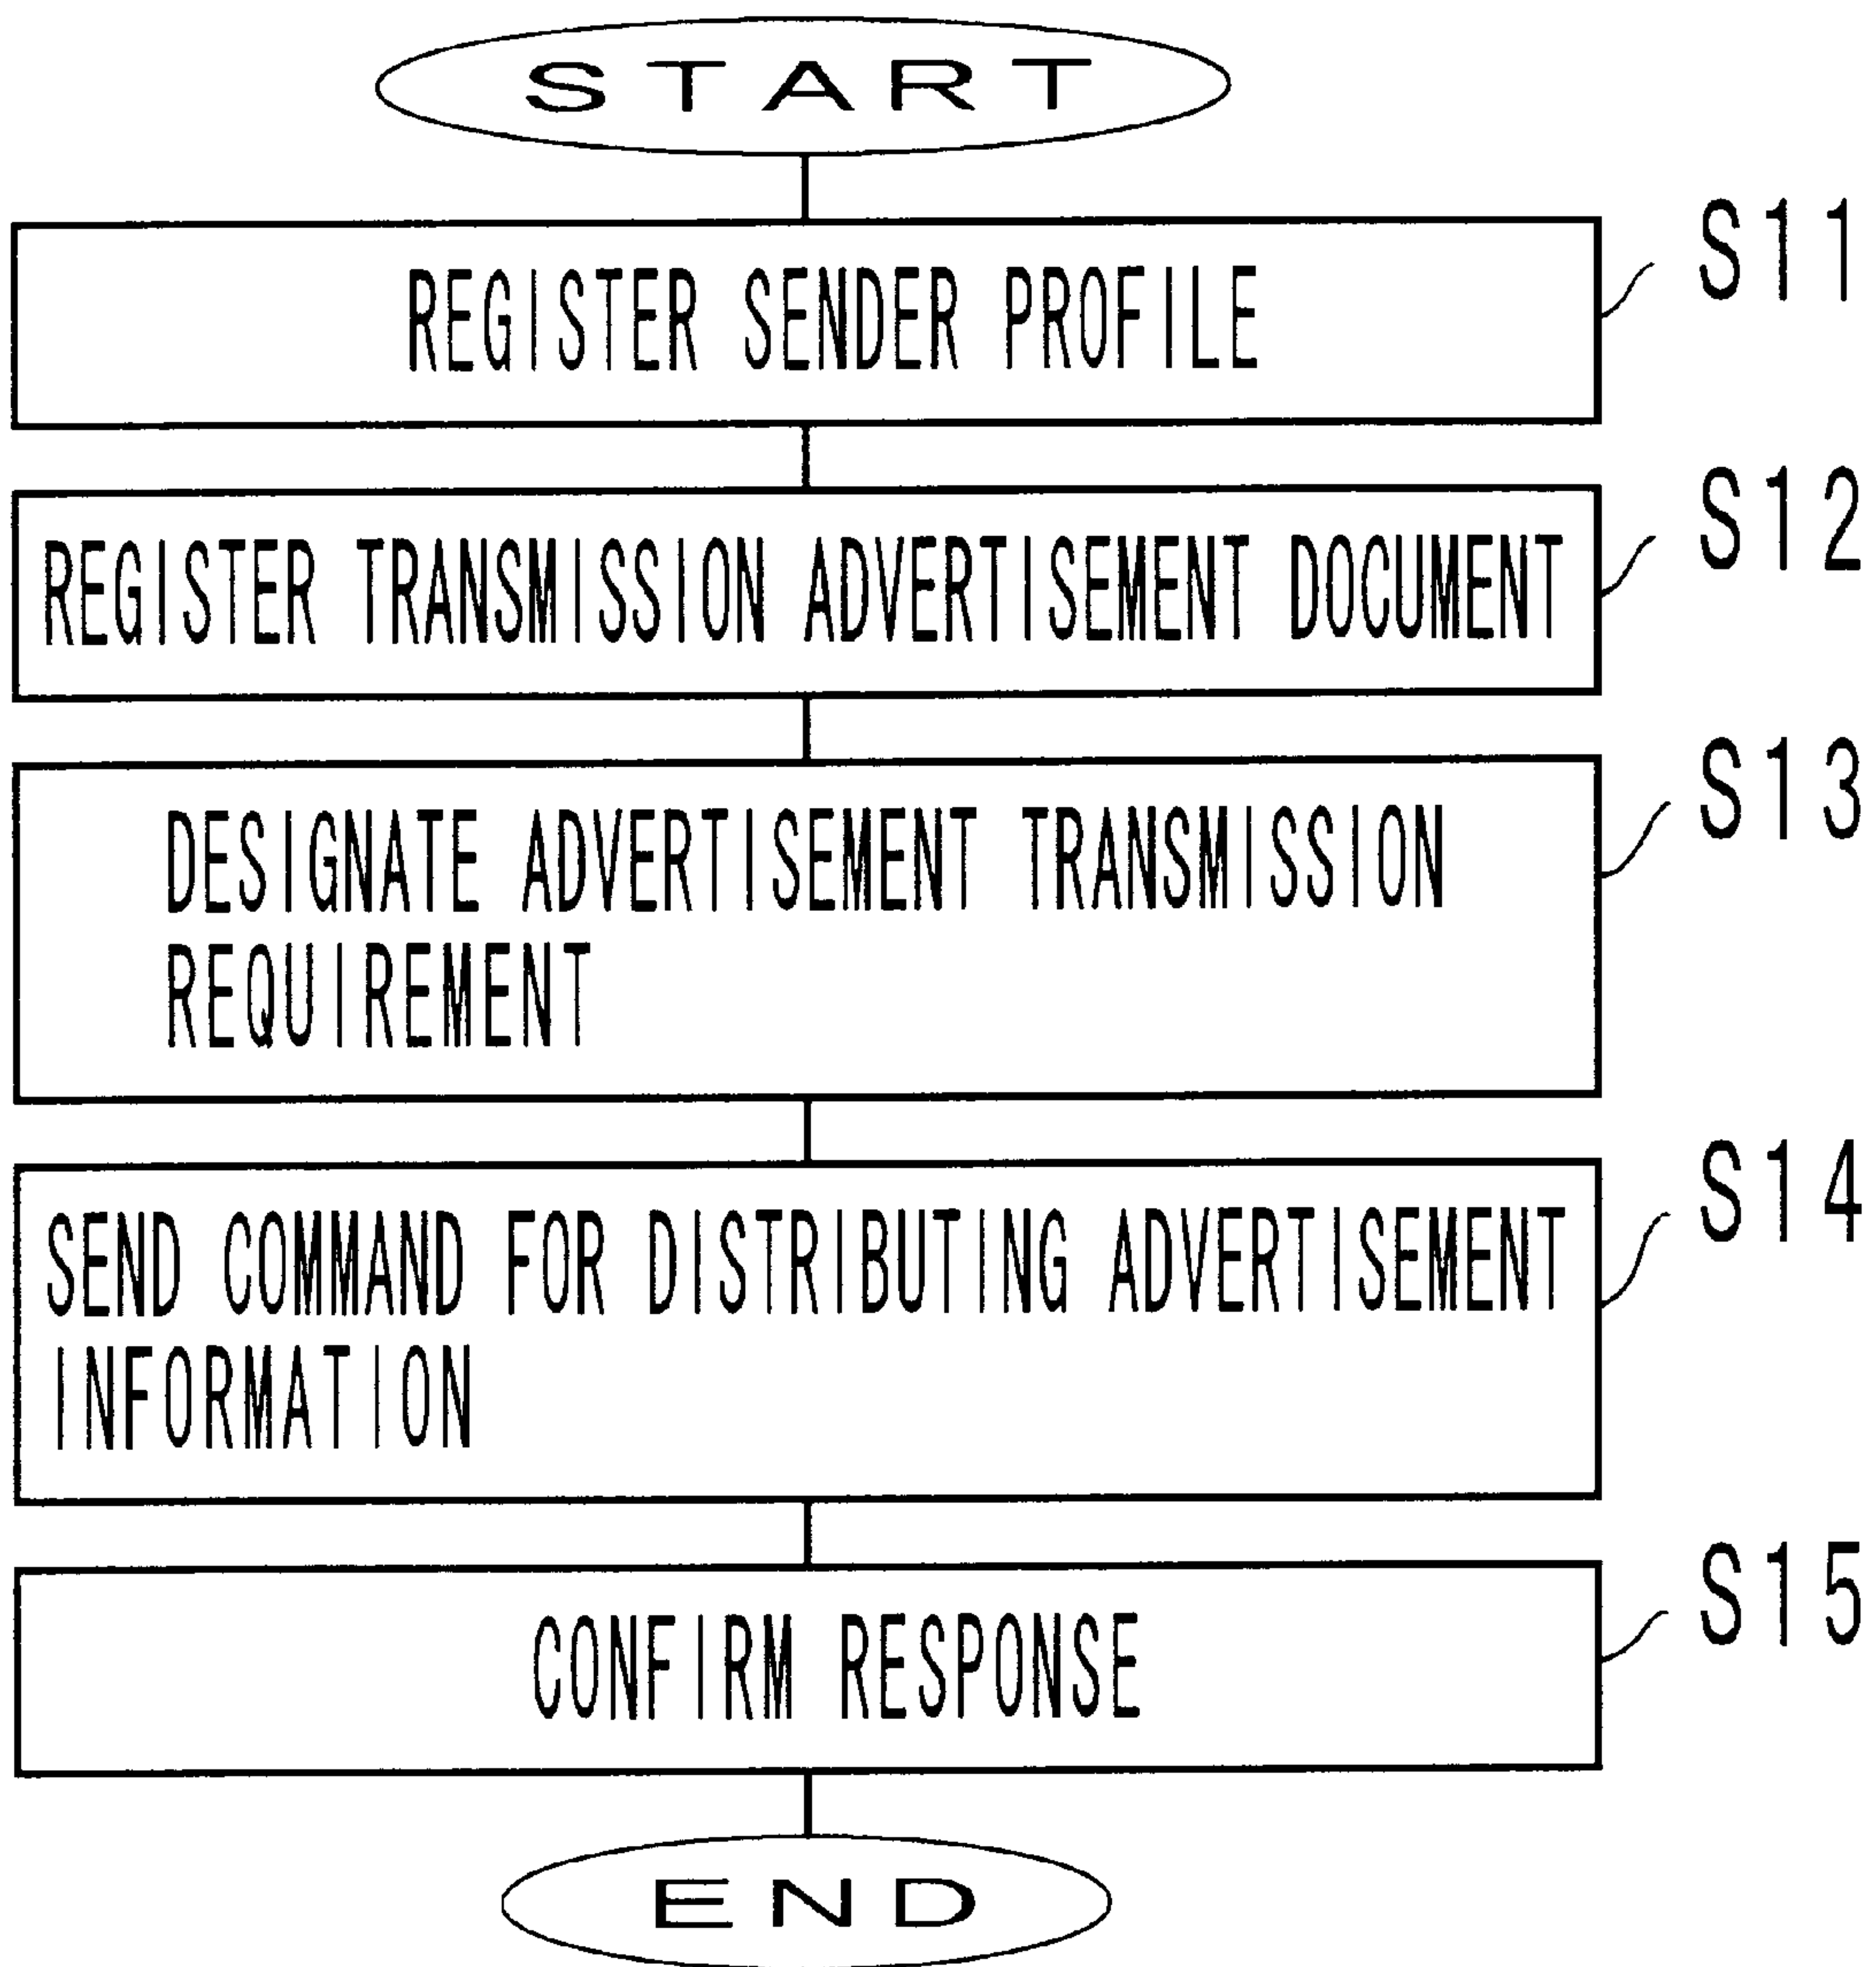 START
S11
REGISTER SENDER PROFILE
S12
REGISTER TRANSMISSION ADVERTISEMENT DOCUMENT
S13
DESIGNATE ADVERTISEMENT TRANSMISSION
REQUIREMENT
S14
SEND COMMAND FOR DISTRIBUTING ADVERTISEMENT
INFORMATION
S15
CONFIRM RESPONSE
END